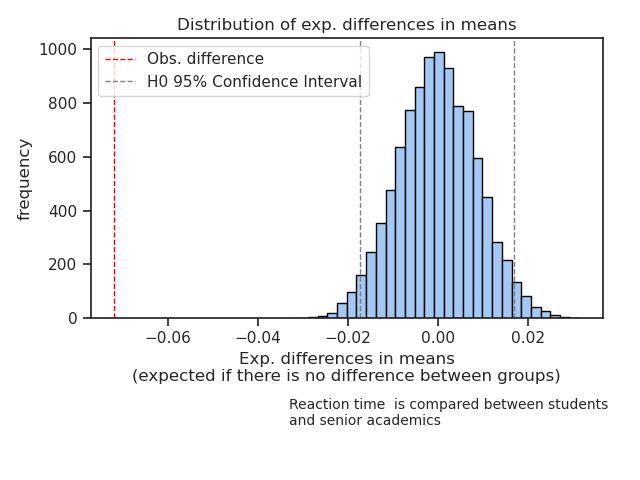 Distribution of exp. differences in means
Obs. difference
H0 95% Confidence Interval
frequency
1000
800
600
400
200
0
−0.06
−0.04
−0.02
0.00
0.02
Exp. differences in means
(expected if there is no difference between groups)
Reaction time  is compared between students
and senior academics